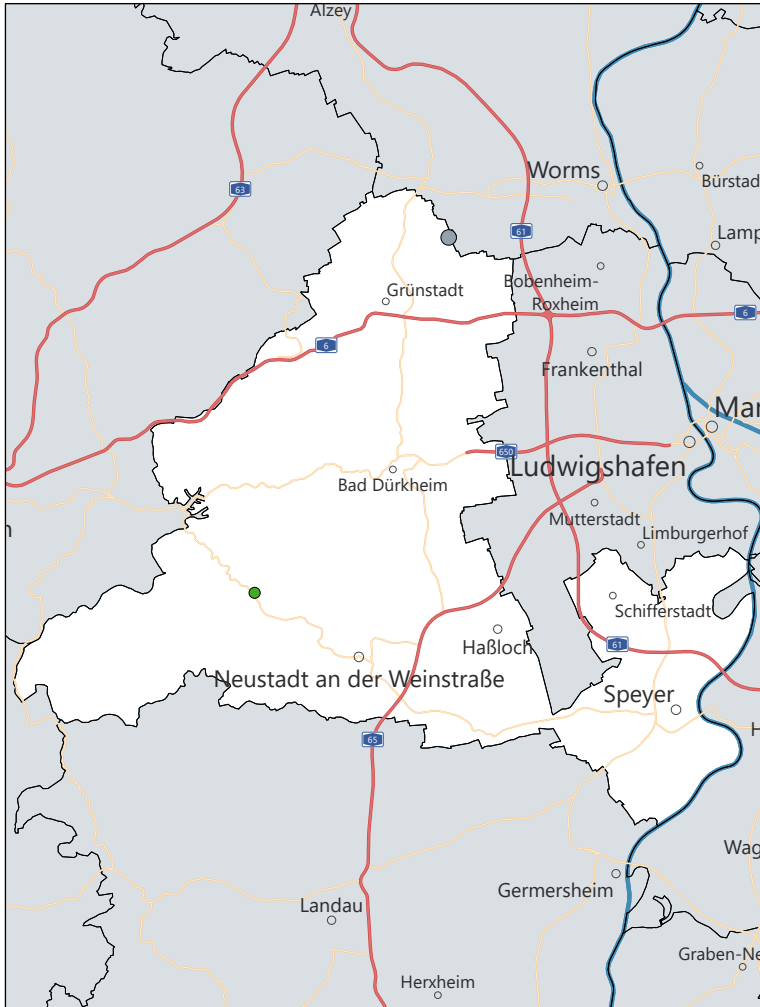 Alzey
Worms
63
Bürstad
61
Lamp
Bobenheim-
Roxheim
Grünstadt
6
6
Frankenthal
Mar
650
Ludwigshafen
Bad Dürkheim
Mutterstadt
n
Limburgerhof
Schifferstadt
61
Haßloch
Neustadt an der Weinstraße
Speyer
H
65
Wag
Germersheim
Landau
Graben-Ne
Herxheim